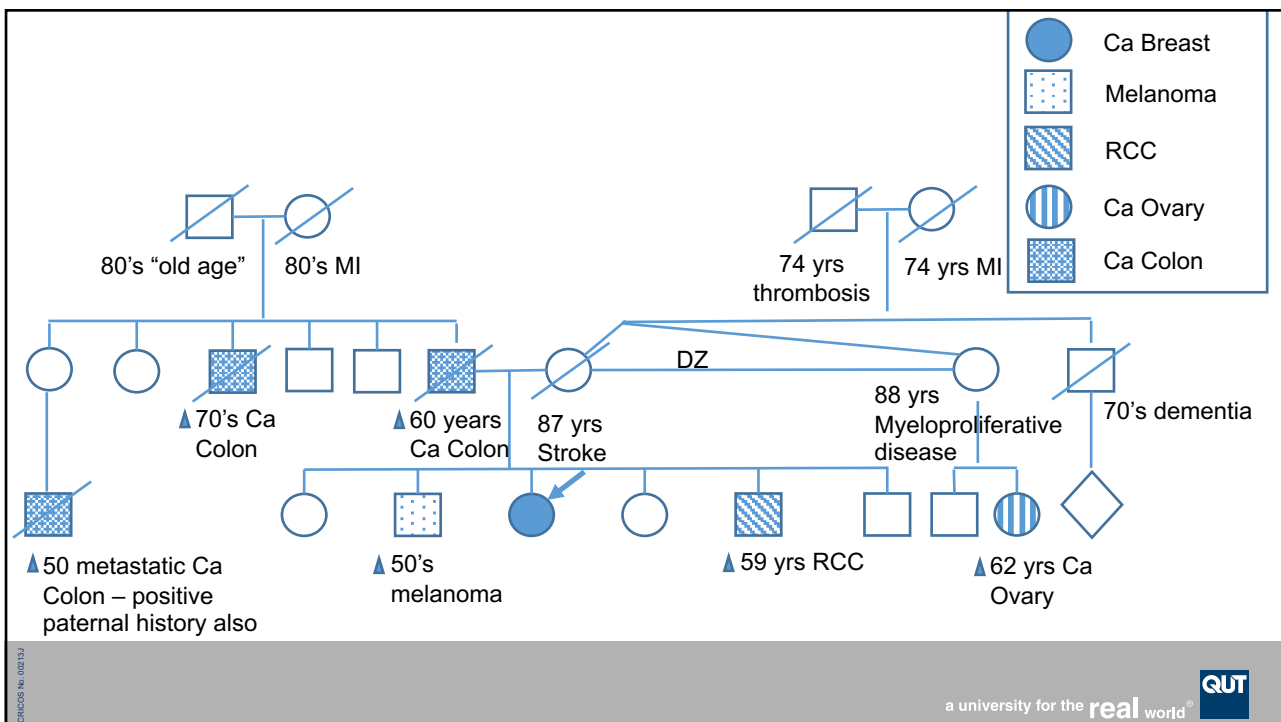 Ca Breast
Melanoma
RCC
Ca Ovary
Ca Colon
80's “old age”
80's MI
74 yrs
thrombosis
74 yrs MI
DZ
70's Ca
Colon
60 years
Ca Colon
87 yrs
Stroke
88 yrs
Myeloproliferative
disease
70's dementia
50 metastatic Ca
Colon – positive
paternal history also
50's
melanoma
59 yrs RCC
62 yrs Ca
Ovary
CRICOS No. 00213J
a university for the real world®
QUT